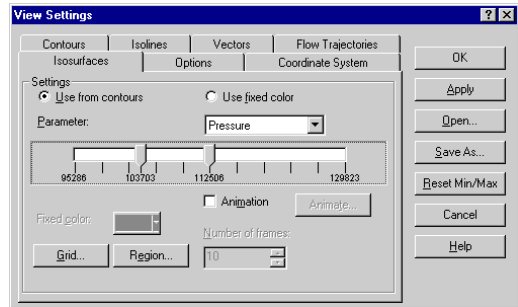 View Settings
Contours Isolines Vectors Flow Trajectories
Isosurfaces Options Coordinate System
Settings
Use from contours Use fixed color
Parameter: Pressure
95286 103703 112506 129823
Animation Animate...
Fixed color:
Number of frames:
Grid... Region... 10
OK
Apply
Open...
Save As...
Reset Min/Max
Cancel
Help